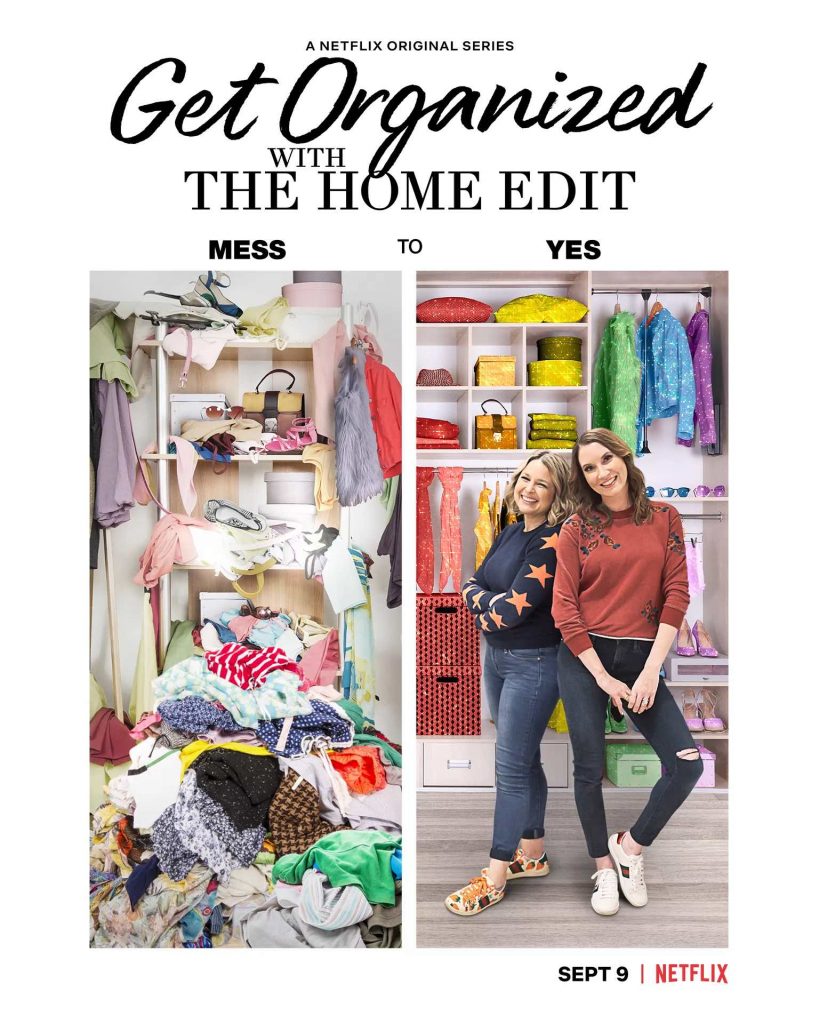 A NETFLIX ORIGINAL SERIES
Get Organized
WITH
THE HOME EDIT
MESS TO YES
SEPT 9 | NETFLIX